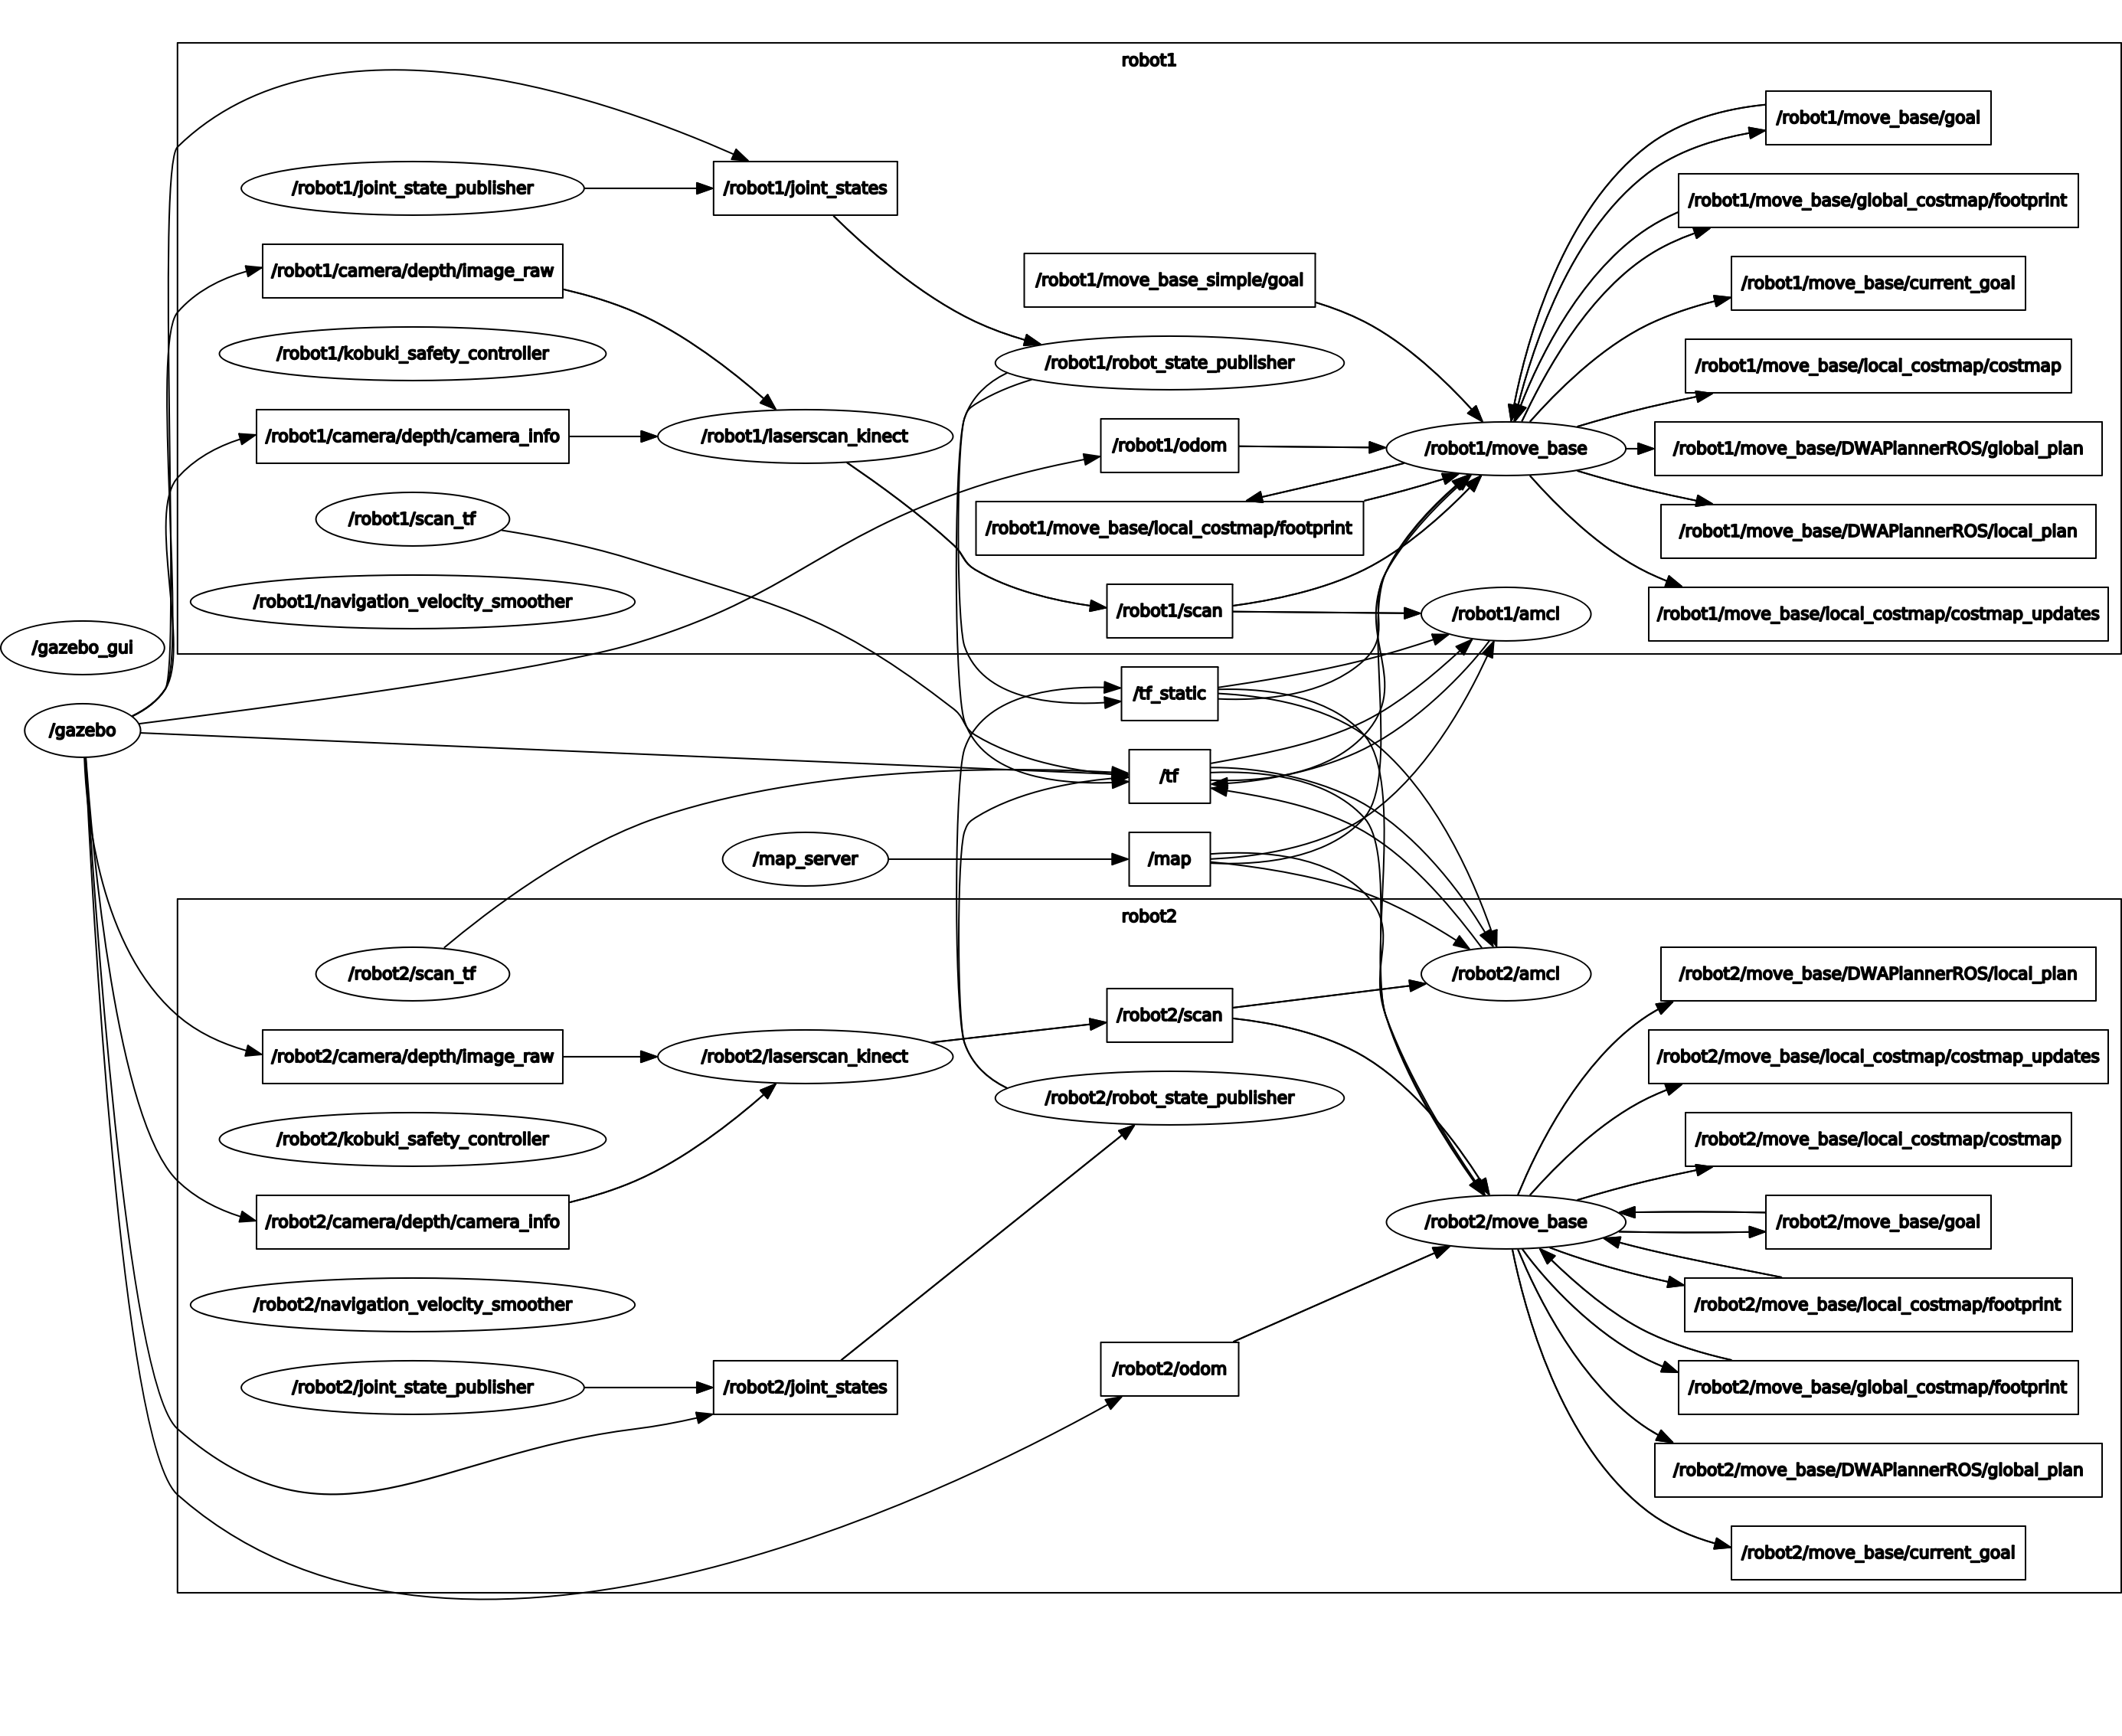 robot1
/robot1/move_base/goal
/robot1/joint_state_publisher
/robot1/joint_states
/robot1/move_base/global_costmap/footprint
/robot1/camera/depth/image_raw
/robot1/move_base_simple/goal
/robot1/move_base/current_goal
/robot1/kobuki_safety_controller
/robot1/robot_state_publisher
/robot1/move_base/local_costmap/costmap
/robot1/camera/depth/camera_info
/robot1/laserscan_kinect
/robot1/odom
/robot1/move_base
/robot1/move_base/DWAPlannerROS/global_plan
/robot1/scan_tf
/robot1/move_base/local_costmap/footprint
/robot1/move_base/DWAPlannerROS/local_plan
/robot1/navigation_velocity_smoother
/robot1/scan
/robot1/amcl
/robot1/move_base/local_costmap/costmap_updates
/gazebo_gui
/tf_static
/gazebo
/tf
/map_server
/map
robot2
/robot2/scan_tf
/robot2/amcl
/robot2/move_base/DWAPlannerROS/local_plan
/robot2/scan
/robot2/camera/depth/image_raw
/robot2/laserscan_kinect
/robot2/move_base/local_costmap/costmap_updates
/robot2/robot_state_publisher
/robot2/kobuki_safety_controller
/robot2/move_base/local_costmap/costmap
/robot2/camera/depth/camera_info
/robot2/move_base
/robot2/move_base/goal
/robot2/navigation_velocity_smoother
/robot2/move_base/local_costmap/footprint
/robot2/odom
/robot2/joint_state_publisher
/robot2/joint_states
/robot2/move_base/global_costmap/footprint
/robot2/move_base/DWAPlannerROS/global_plan
/robot2/move_base/current_goal